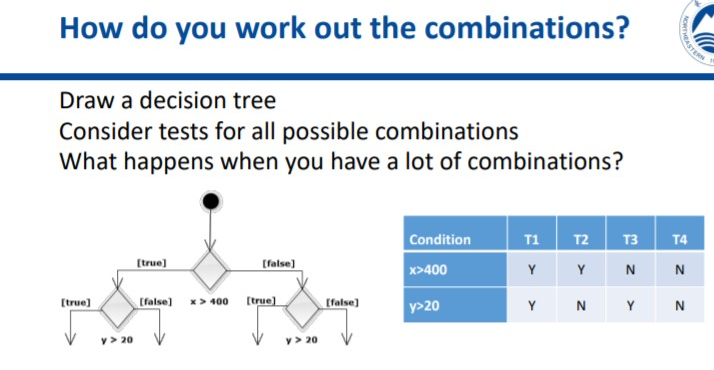 How do you work out the combinations?
NORTHEASTERN
Draw a decision tree
Consider tests for all possible combinations
What happens when you have a lot of combinations?
[true] [false]
[true] [false] x > 400 [true] [false]
y > 20 y > 20
Condition T1 T2 T3 T4
x>400 Y Y N N
y>20 Y N Y N